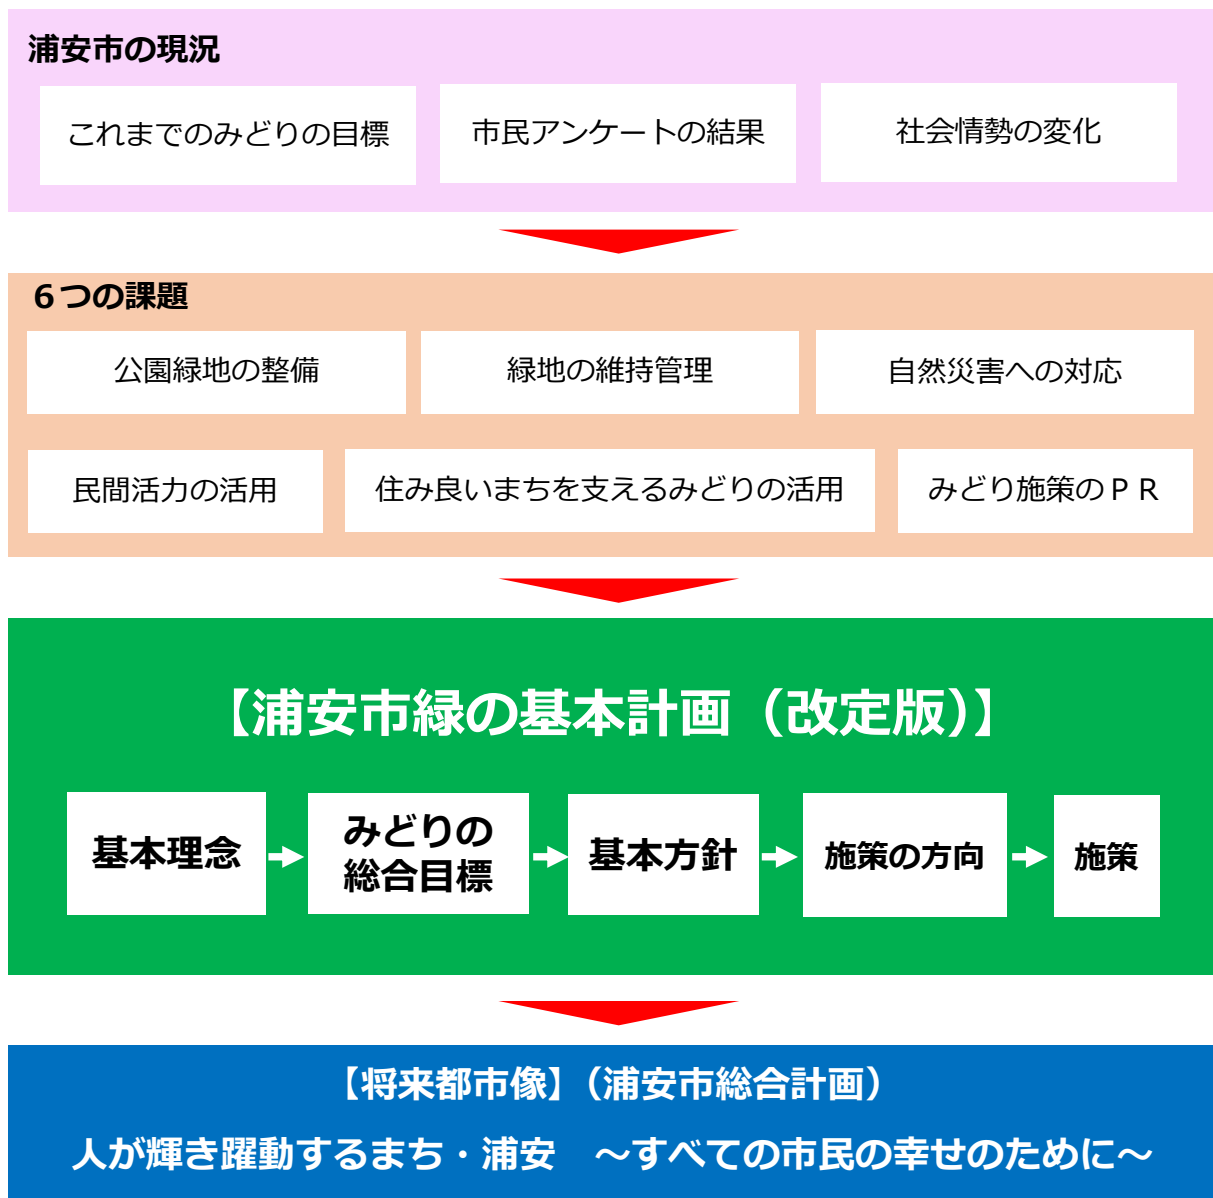 浦安市の現況
これまでのみどりの目標
市民アンケートの結果
社会情勢の変化
６つの課題
公園緑地の整備
緑地の維持管理
自然災害への対応
民間活力の活用
住み良いまちを支えるみどりの活用
みどり施策のＰＲ
【浦安市緑の基本計画（改定版）】
基本理念
みどりの
総合目標
基本方針
施策の方向
施策
【将来都市像】（浦安市総合計画）
人が輝き躍動するまち・浦安　～すべての市民の幸せのために～